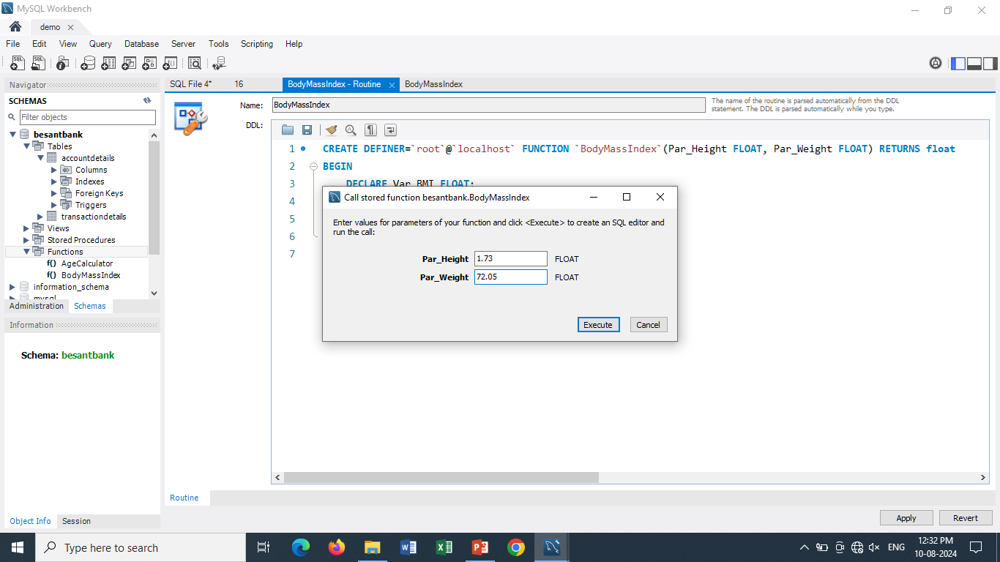 MySQL Workbench
demo
File Edit View Query Database Server Tools Scripting Help
Navigator
SCHEMAS
Filter objects
besantbank
Tables
accountdetails
Columns
Indexes
Foreign Keys
Triggers
transactiondetails
Views
Stored Procedures
Functions
f() AgeCalculator
f() BodyMassIndex
information_schema
mysql
Administration Schemas
Information
Schema: besantbank
Object Info Session
SQL File 4* 16 BodyMassIndex - Routine BodyMassIndex
Name: BodyMassIndex
The name of the routine is parsed automatically from the DDL
statement. The DDL is parsed automatically while you type.
DDL:
1 CREATE DEFINER=`root`@`localhost` FUNCTION `BodyMassIndex`(Par_Height FLOAT, Par_Weight FLOAT) RETURNS float
2 BEGIN
3 DECLARE Var_BMI FLOAT;
4
5
6
7
Call stored function besantbank.BodyMassIndex
Enter values for parameters of your function and click <Execute> to create an SQL editor and
run the call:
Par_Height 1.73 FLOAT
Par_Weight 72.05 FLOAT
Execute Cancel
Routine
Apply Revert
Type here to search
ENG
12:32 PM
10-08-2024